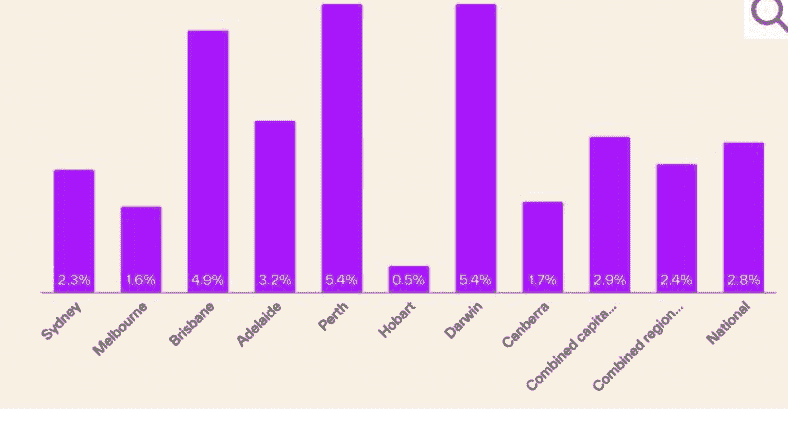 2.3% 1.6% 4.9% 3.2% 5.4% 0.5% 5.4% 1.7% 2.9% 2.4% 2.8%
Sydney Melbourne Brisbane Adelaide Perth Hobart Darwin Canberra Combined capita... Combined region... National